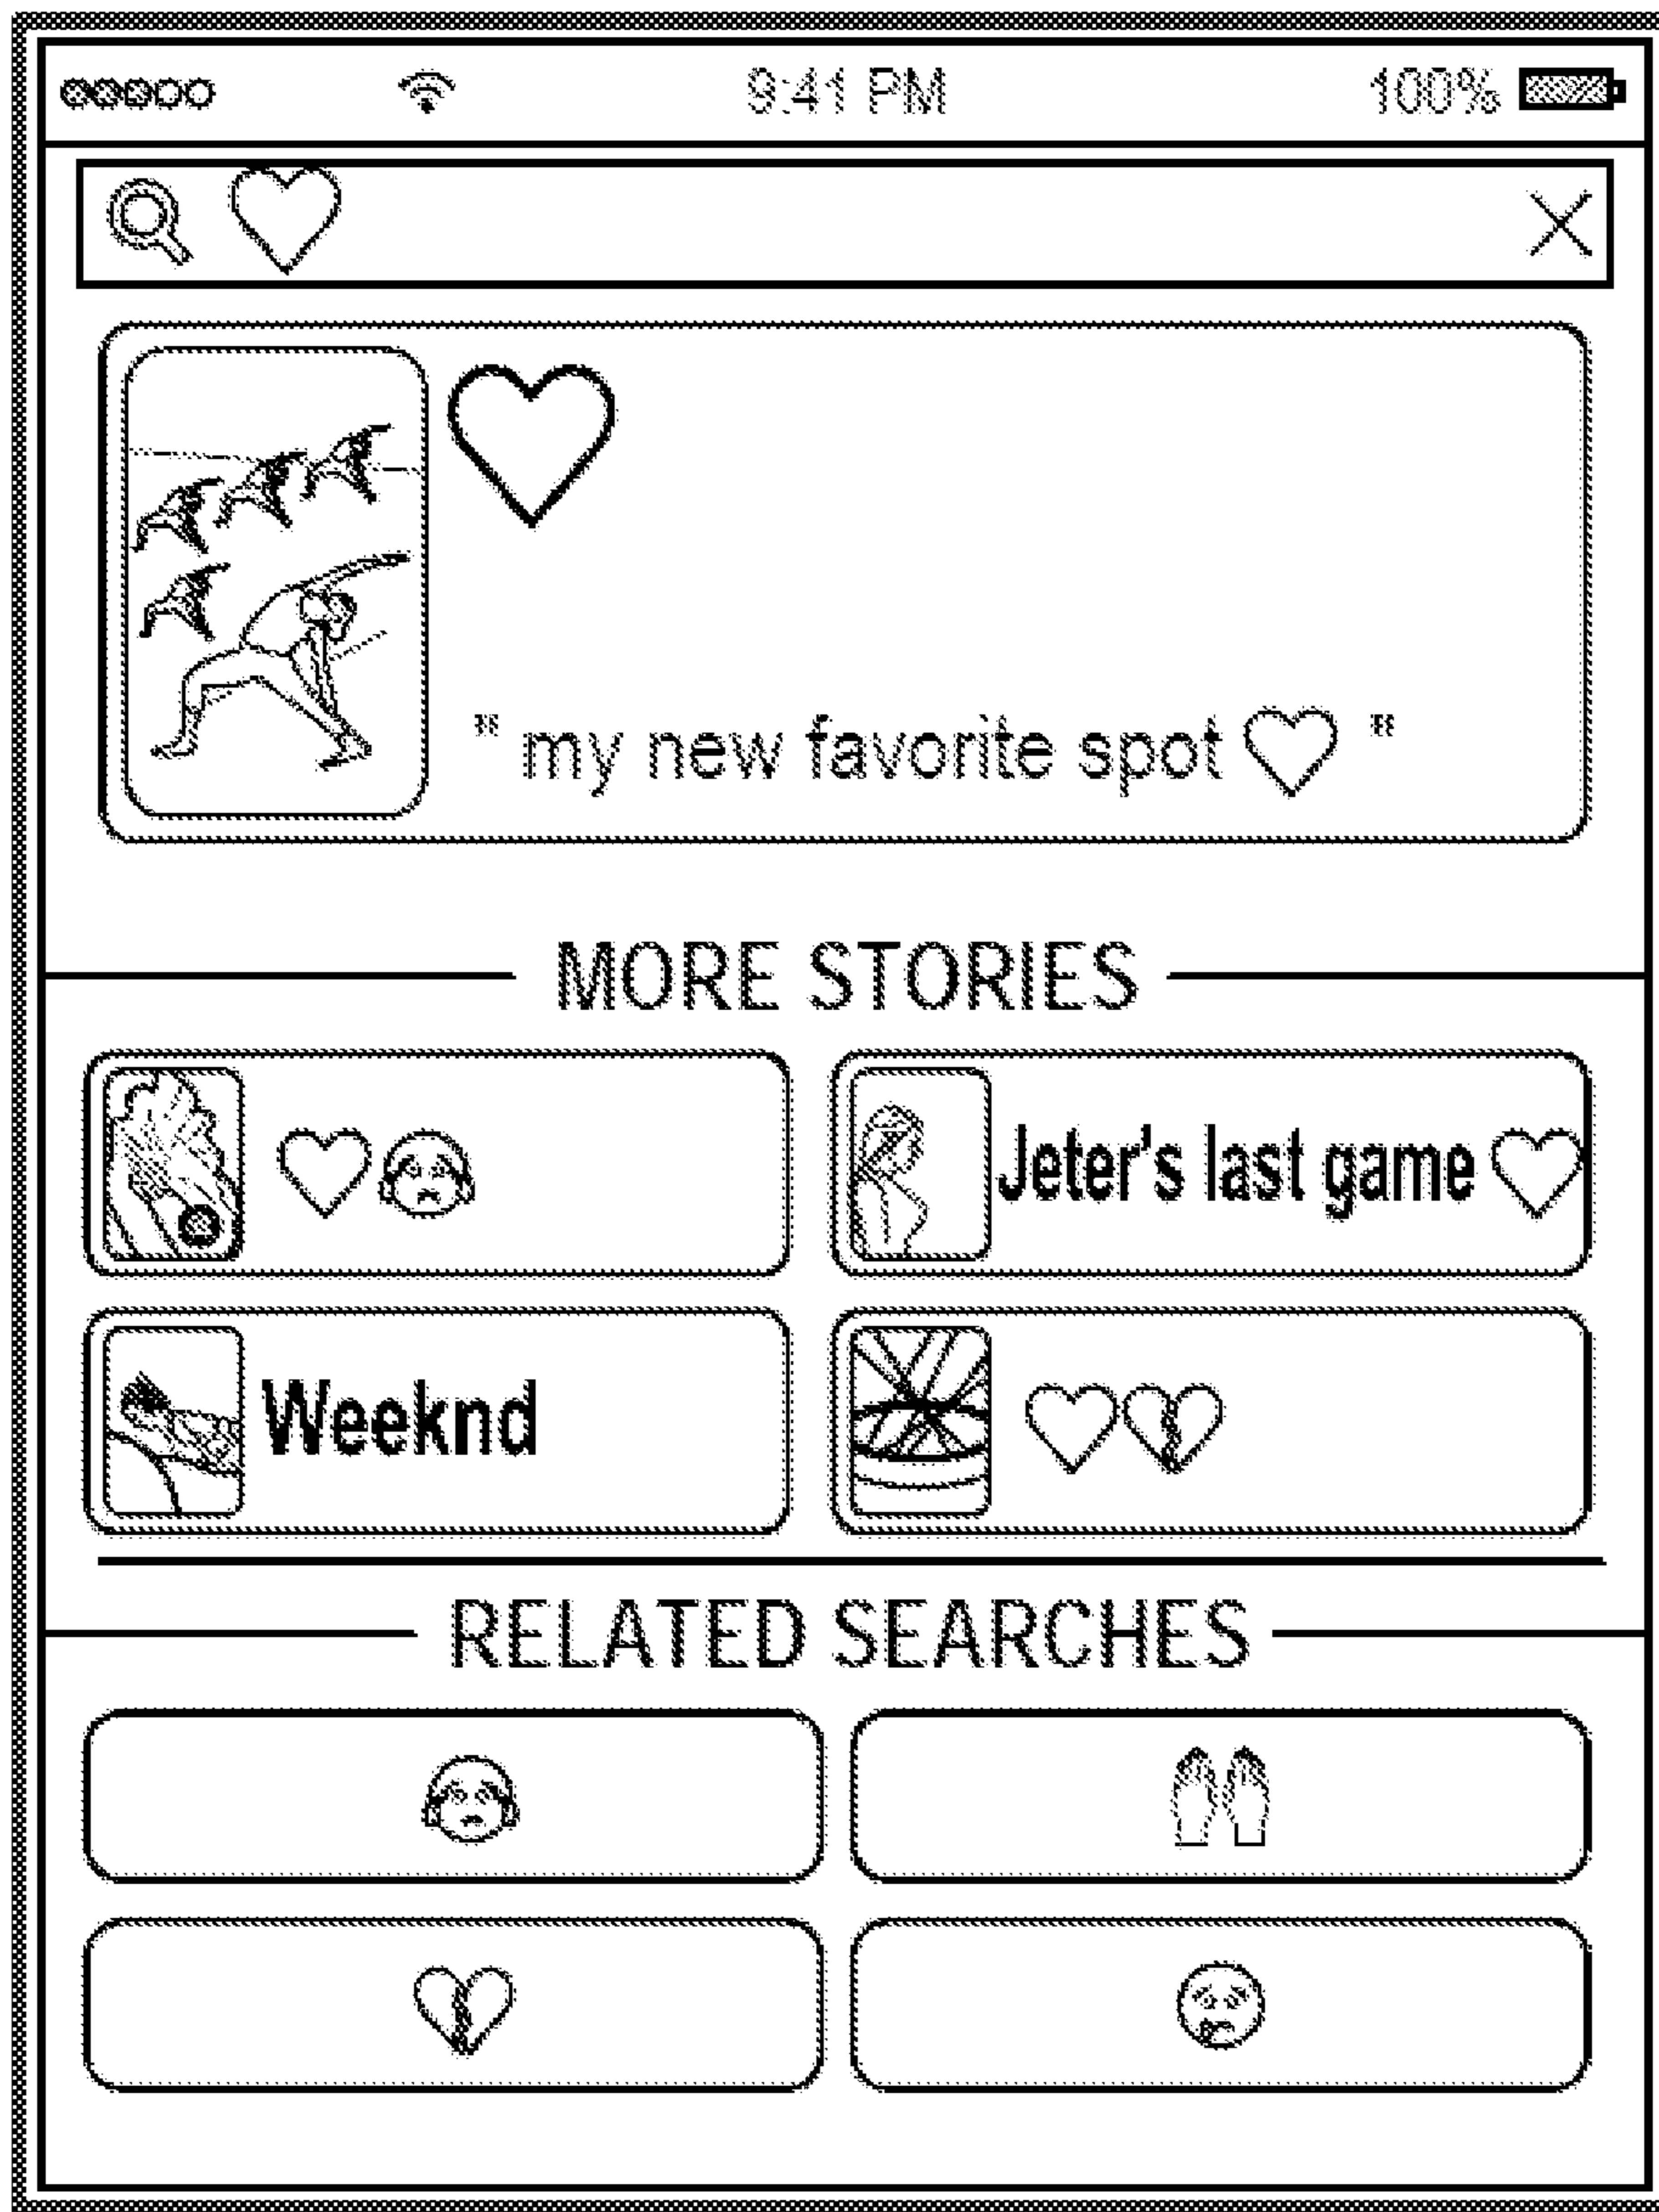 9:41 PM 100%
" my new favorite spot ♡ "
MORE STORIES
Jeter's last game ♡
Weeknd
RELATED SEARCHES